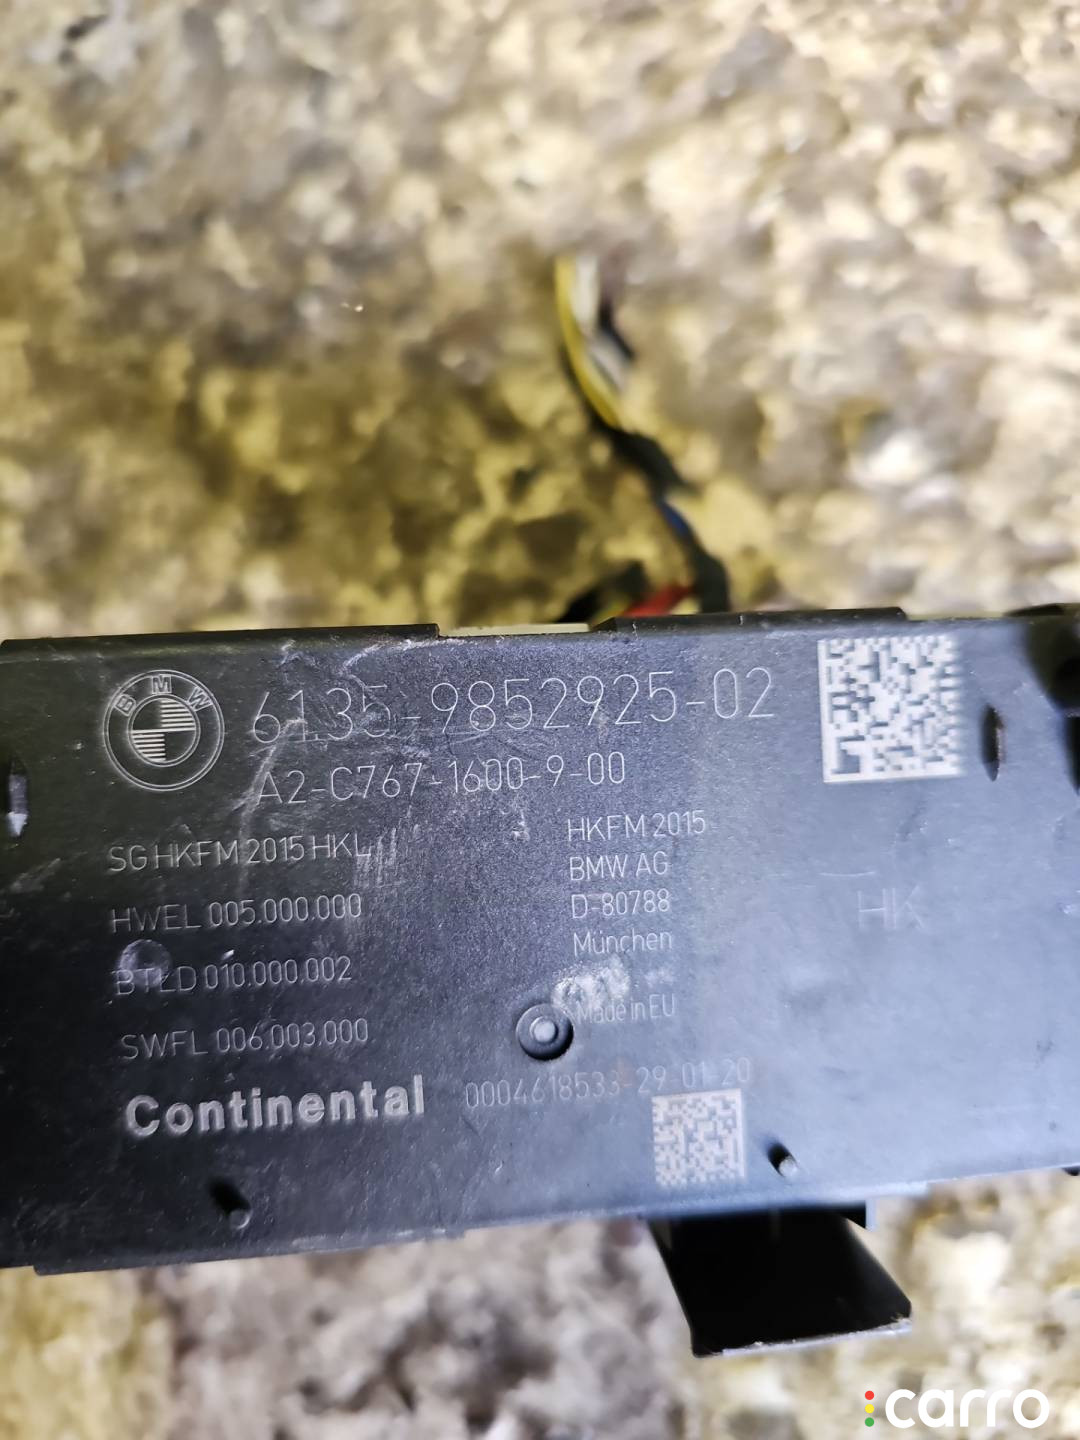 BMW
6135-9852925-02
A2-C767-1600-9-00
SG HKFM 2015 HKL
HWEL 005.000.000
BTLD 010.000.002
SWFL 006.003.000
Continental
HKFM 2015
BMW AG
D-80788
München
Made in EU
HK
0004618533 29 01 20
carro